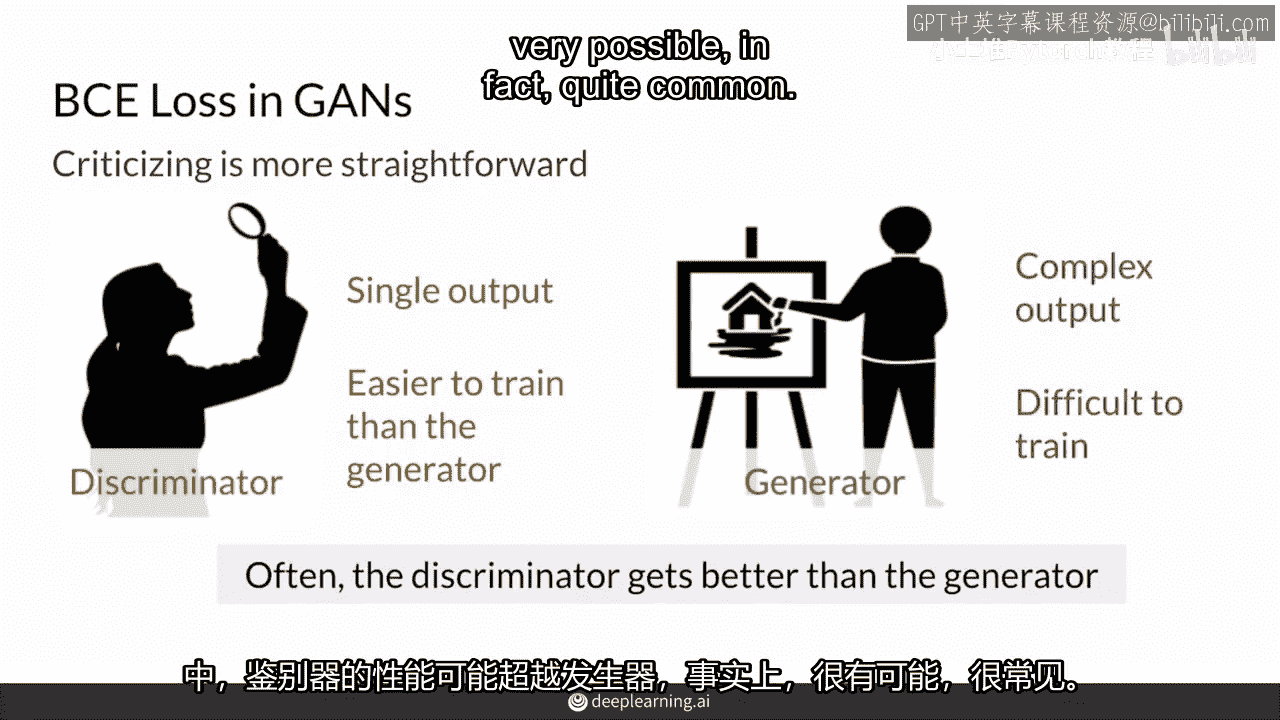 GPT中英字幕课程资源@bilibili.com
very possible, in
fact, quite common.
BCE Loss in GANs
Criticizing is more straightforward
Single output
Easier to train
than the
generator
Discriminator
Complex
output
Difficult to
train
Generator
Often, the discriminator gets better than the generator
中，鉴别器的性能可能超越发生器，事实上，很有可能，很常见。
deeplearning.ai